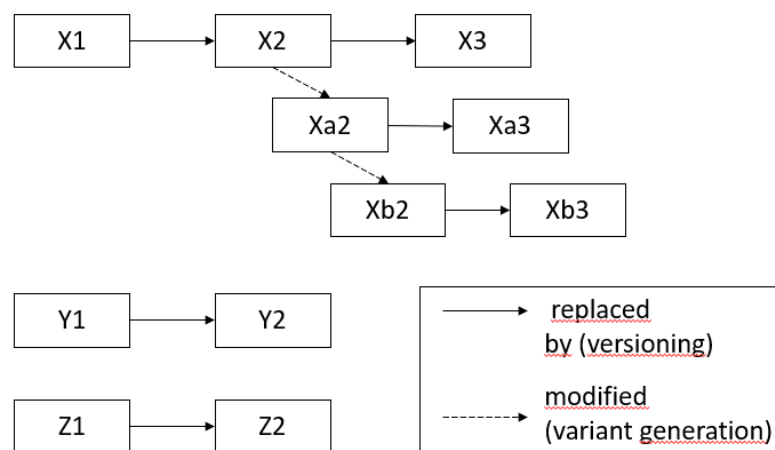 X1 X2 X3
Xa2 Xa3
Xb2 Xb3
Y1 Y2
replaced
by (versioning)
modified
Z1 Z2
(variant generation)